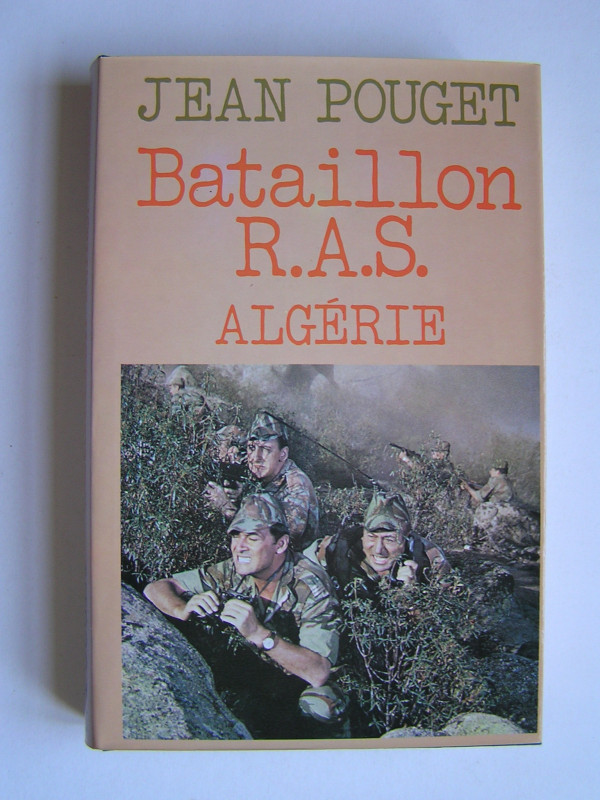 JEAN POUGET
Bataillon
R.A.S.
ALGÉRIE